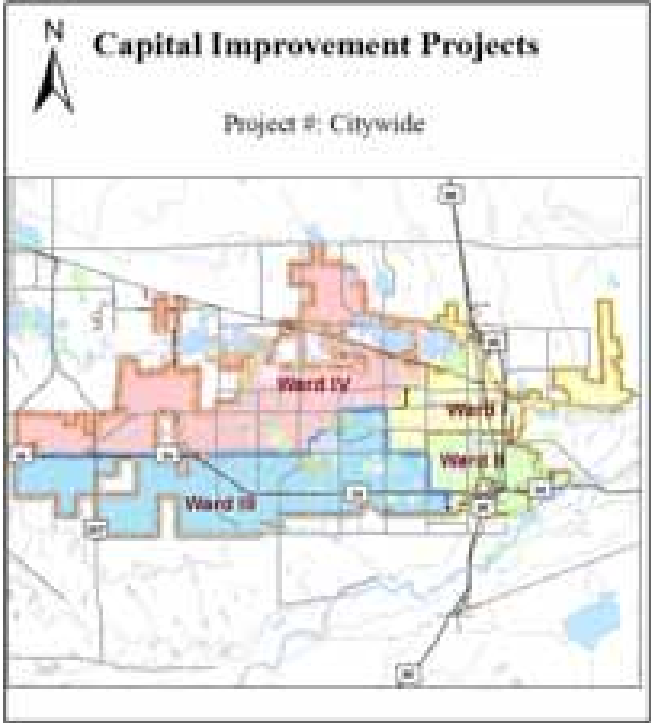 N
Capital Improvement Projects
Project #: Citywide
Ward IV
Ward I
Ward II
Ward III